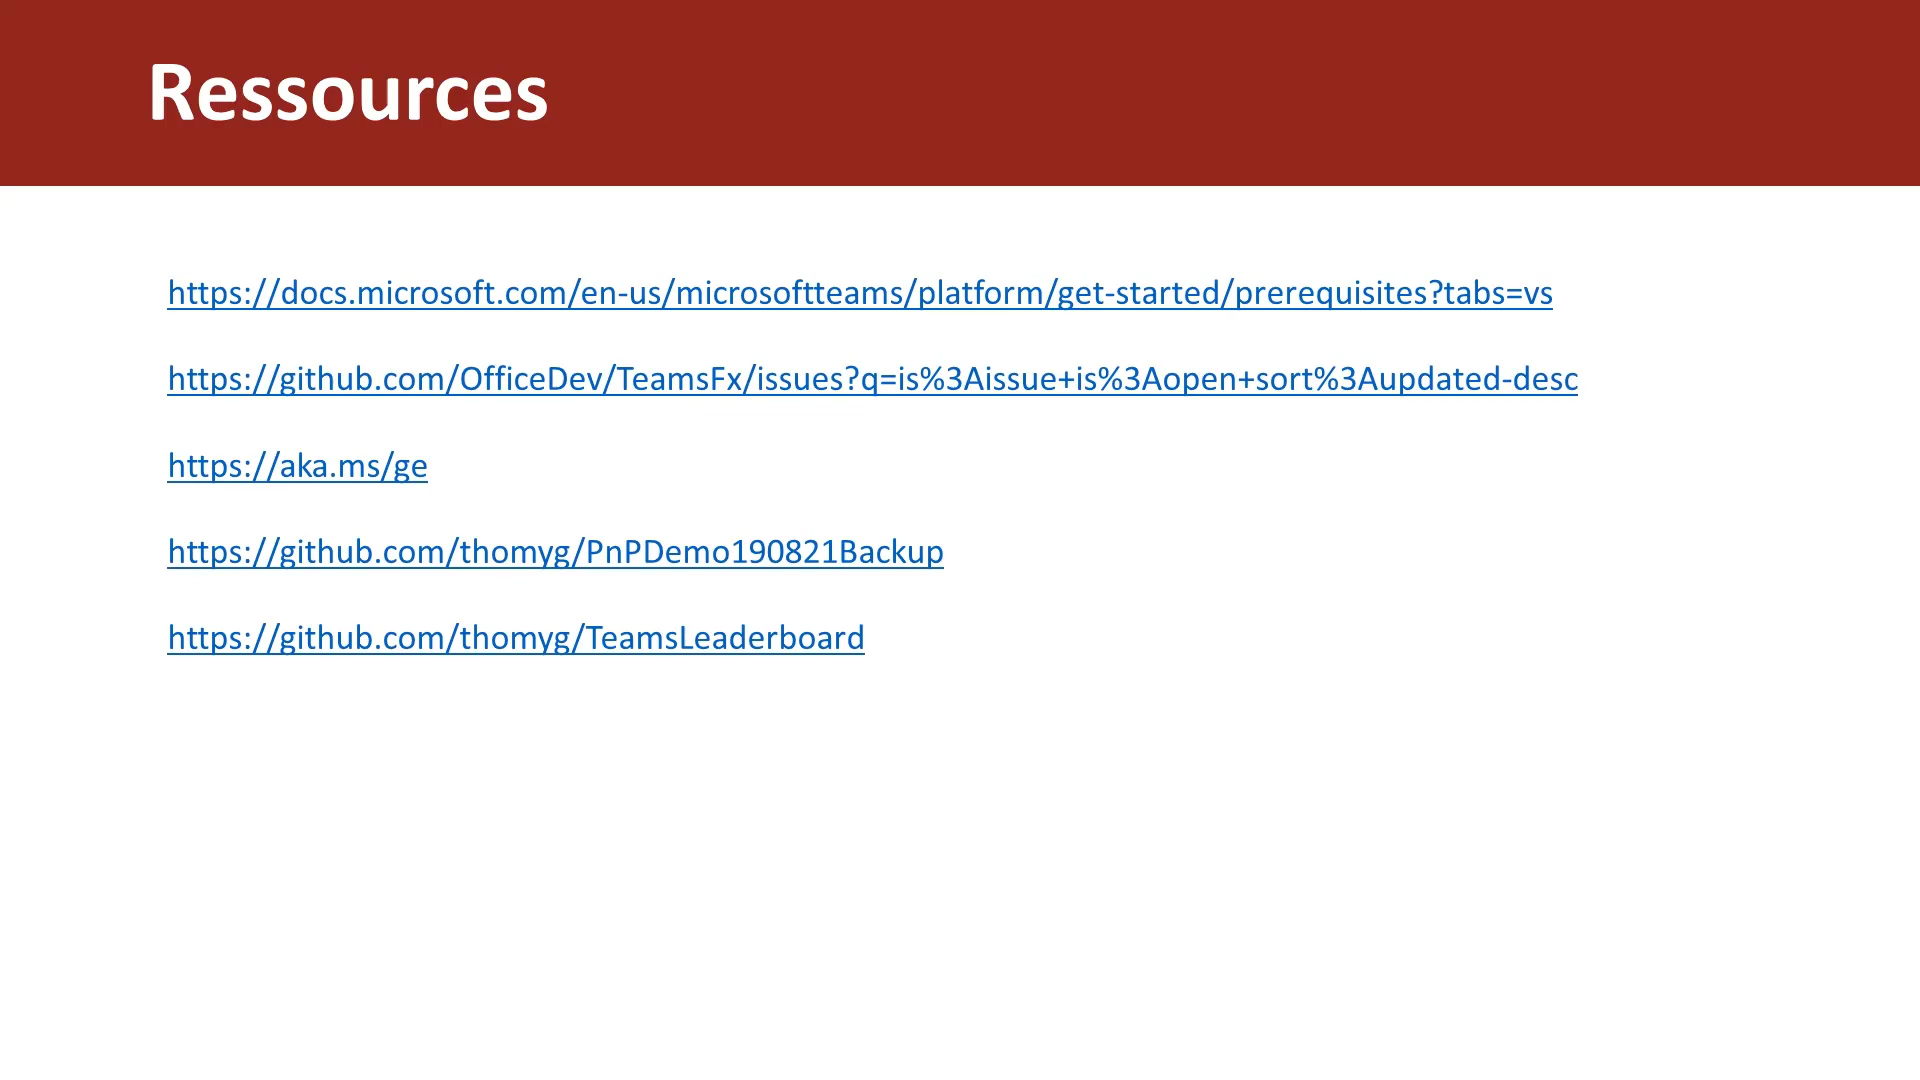 Ressources
https://docs.microsoft.com/en-us/microsoftteams/platform/get-started/prerequisites?tabs=vs
https://github.com/OfficeDev/TeamsFx/issues?q=is%3Aissue+is%3Aopen+sort%3Aupdated-desc
https://aka.ms/ge
https://github.com/thomyg/PnPDemo190821Backup
https://github.com/thomyg/TeamsLeaderboard